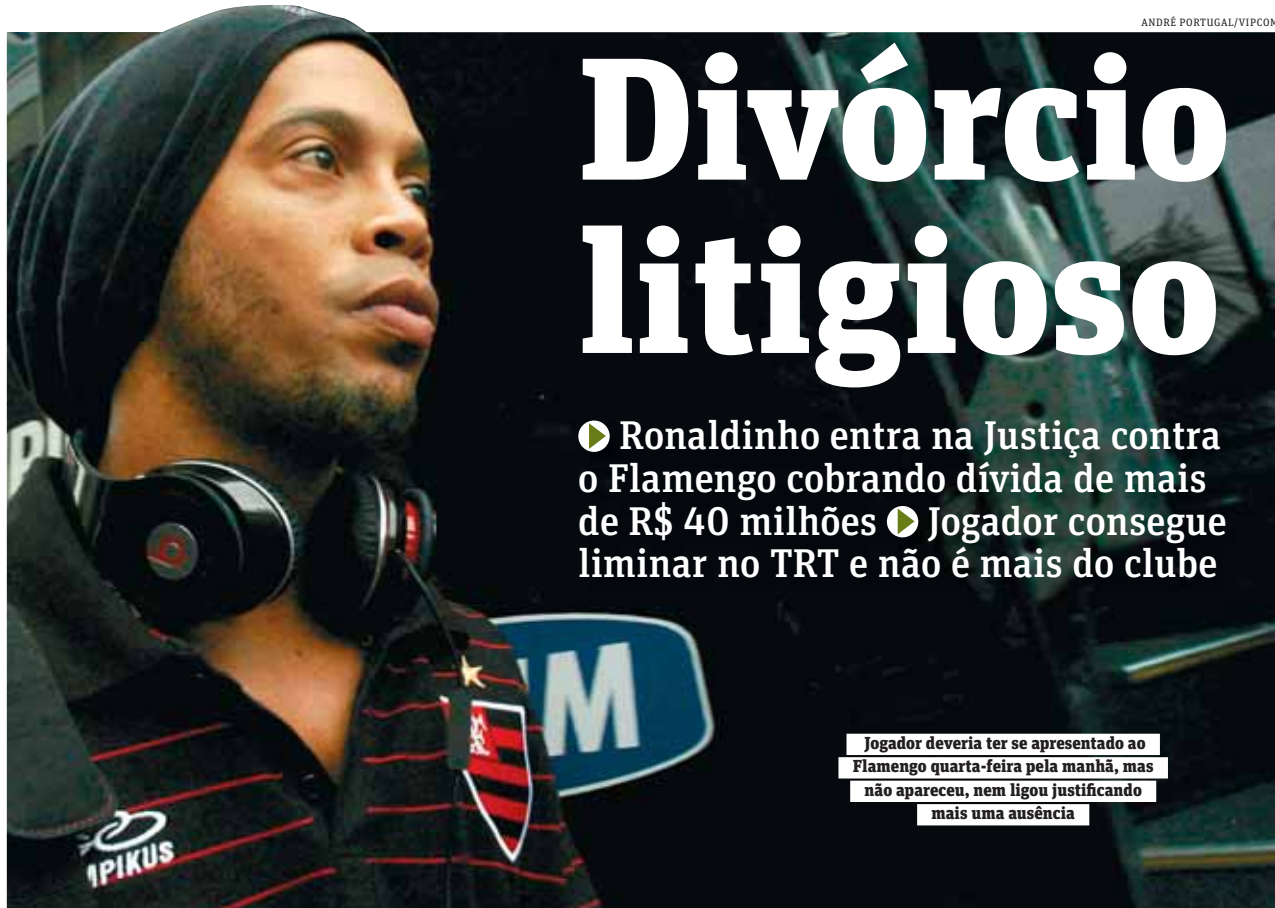 ANDRÉ PORTUGAL/VIPCOM
Divórcio
litigioso
Ronaldinho entra na Justiça contra
o Flamengo cobrando dívida de mais
de R$ 40 milhões Jogador consegue
liminar no TRT e não é mais do clube
Jogador deveria ter se apresentado ao
Flamengo quarta-feira pela manhã, mas
não apareceu, nem ligou justificando
mais uma ausência